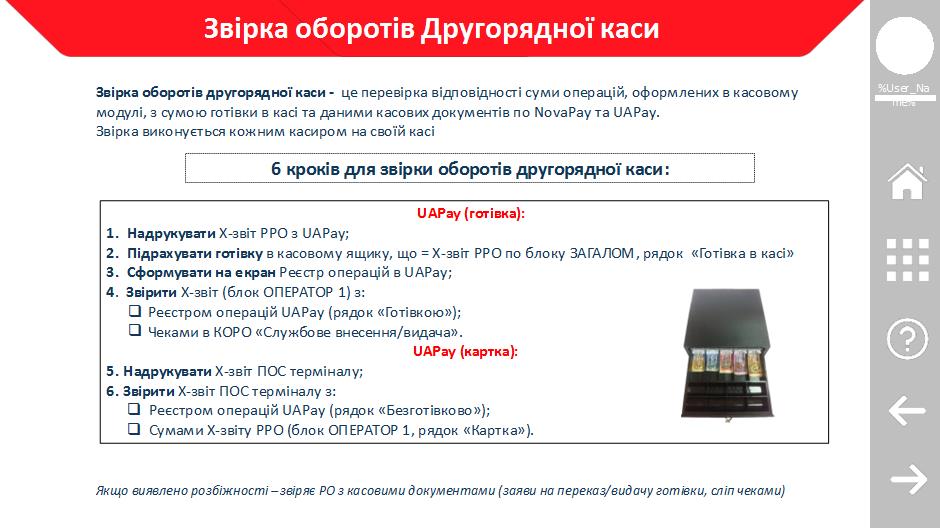 Звірка оборотів Другорядної каси
%User_Na
me%
Звірка оборотів другорядної каси - це перевірка відповідності суми операцій, оформлених в касовому
модулі, з сумою готівки в касі та даними касових документів по NovaPay та UAPay.
Звірка виконується кожним касиром на своїй касі
6 кроків для звірки оборотів другорядної каси:
UAPay (готівка):
1. Надрукувати Х-звіт РРО з UAPay;
2. Підрахувати готівку в касовому ящику, що = Х-звіт РРО по блоку ЗАГАЛОМ, рядок «Готівка в касі»
3. Сформувати на екран Реєстр операцій в UAPay;
4. Звірити Х-звіт (блок ОПЕРАТОР 1) з:
❑ Реєстром операцій UAPay (рядок «Готівкою»);
❑ Чеками в КОРО «Службове внесення/видача».
UAPay (картка):
5. Надрукувати Х-звіт ПОС терміналу;
6. Звірити Х-звіт ПОС терміналу з:
❑ Реєстром операцій UAPay (рядок «Безготівково»);
❑ Сумами Х-звіту РРО (блок ОПЕРАТОР 1, рядок «Картка»).
Якщо виявлено розбіжності – звіряє РО з касовими документами (заяви на переказ/видачу готівки, сліп чеками)